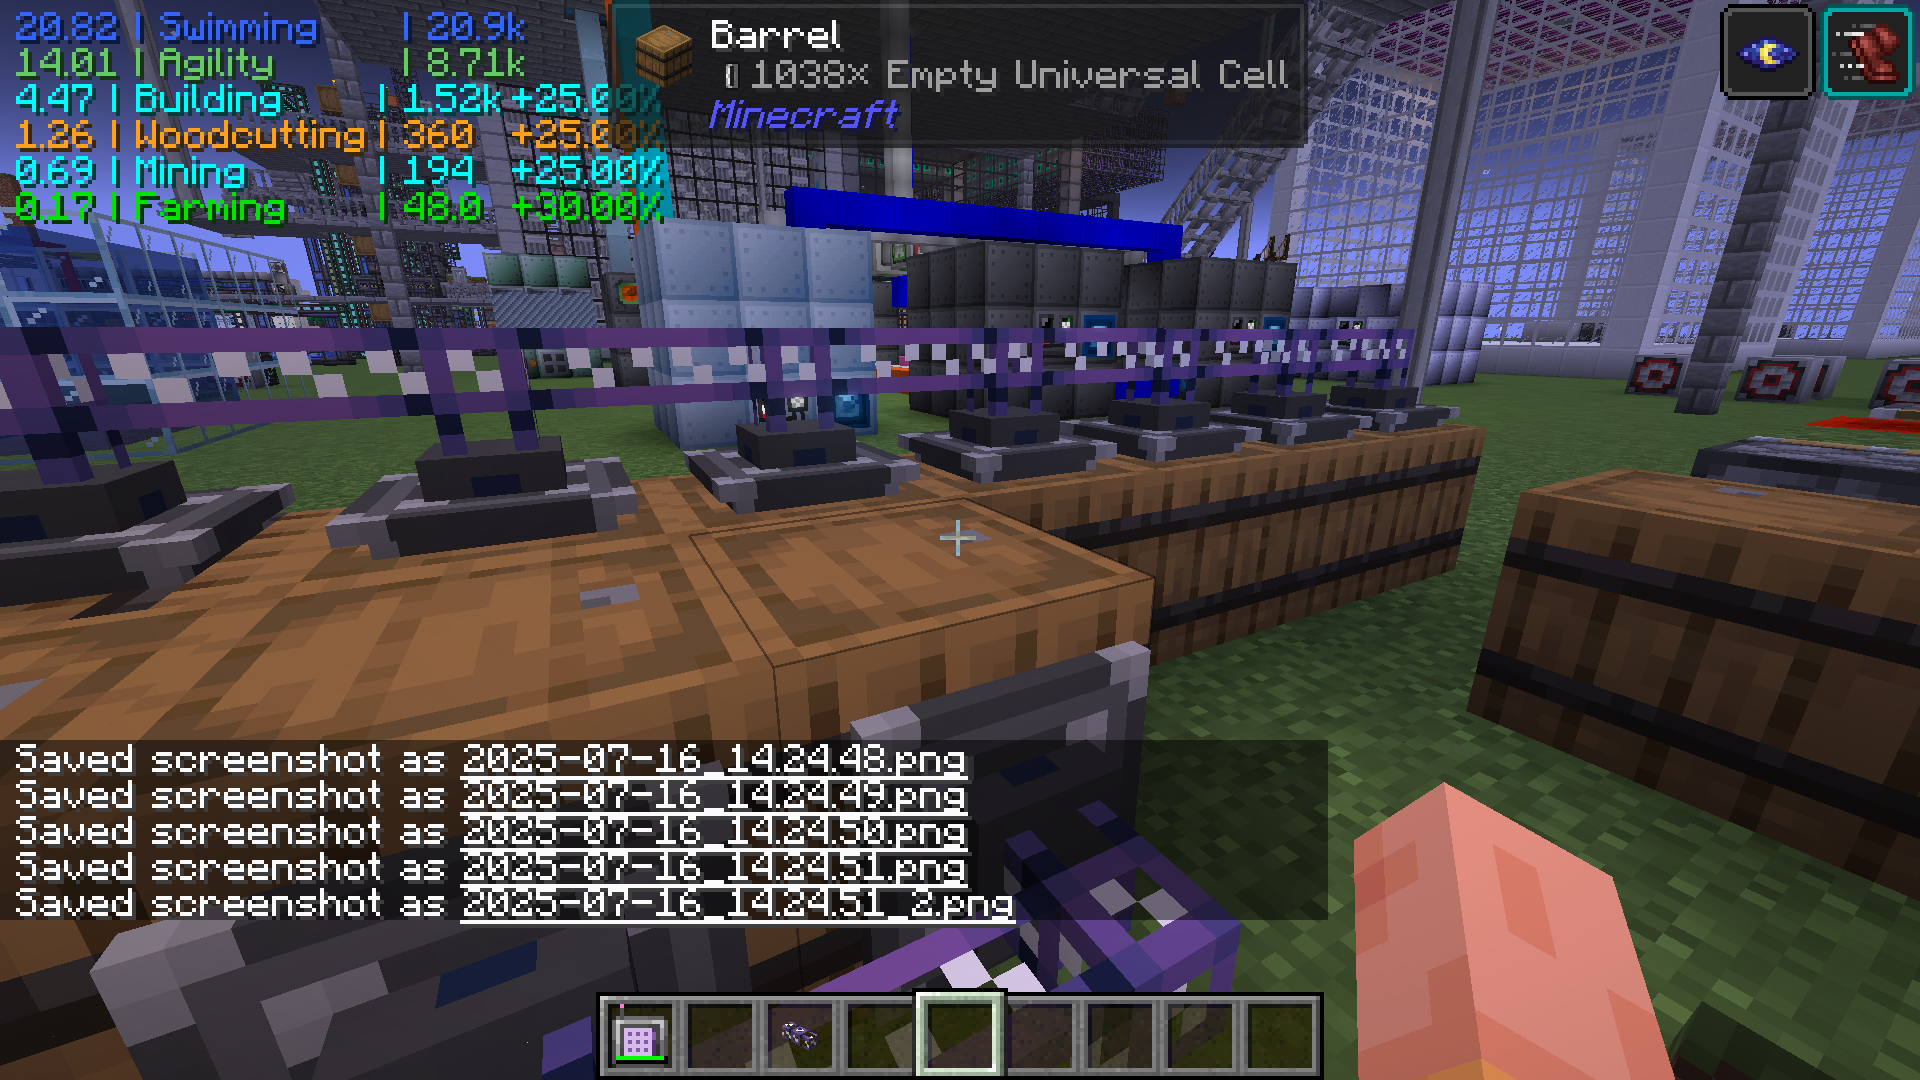 20.82 | Swimming | 20.9k
14.01 | Agility | 8.71k
4.47 | Building | 1.52k +25.00%
1.26 | Woodcutting | 360 +25.00%
0.69 | Mining | 194 +25.00%
0.17 | Farming | 48.0 +30.00%
Barrel
1038x Empty Universal Cell
Minecraft
Saved screenshot as 2025-07-16_14.24.48.png
Saved screenshot as 2025-07-16_14.24.49.png
Saved screenshot as 2025-07-16_14.24.50.png
Saved screenshot as 2025-07-16_14.24.51.png
Saved screenshot as 2025-07-16_14.24.51_2.png